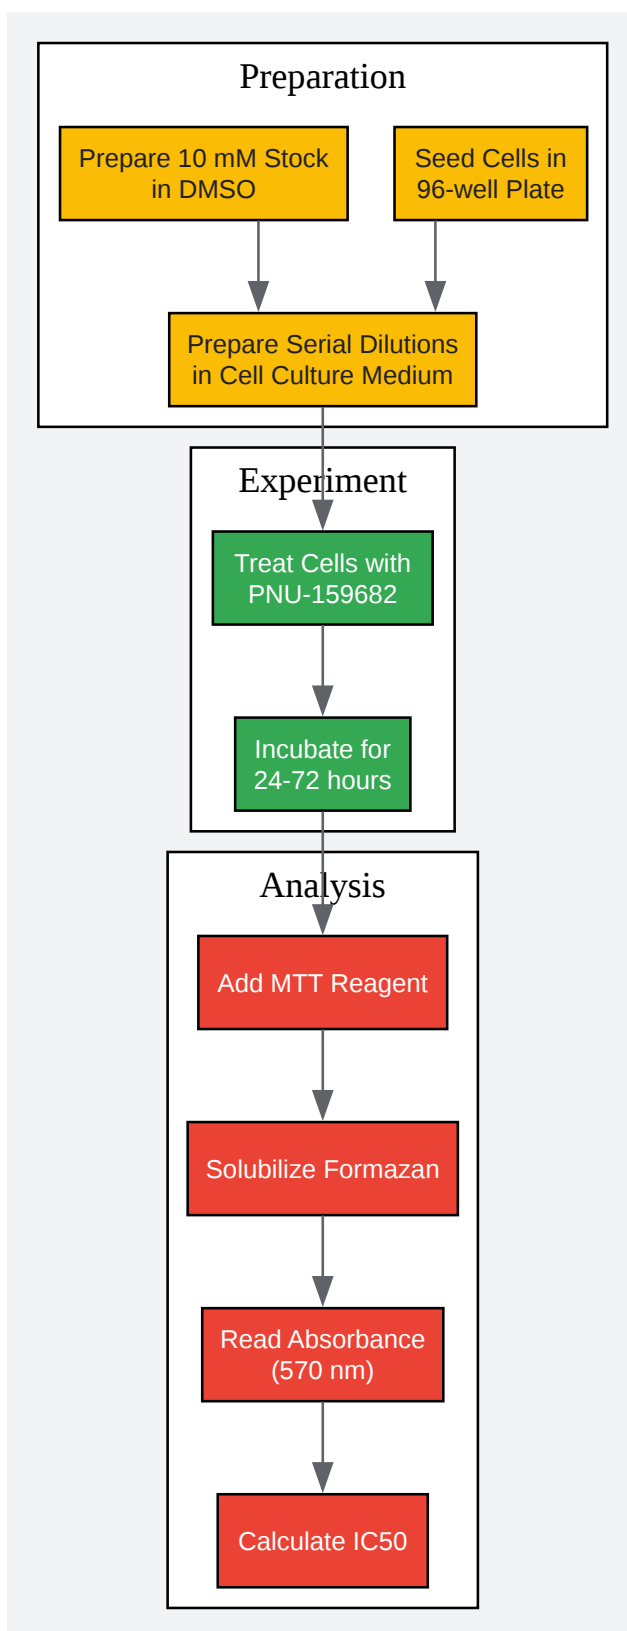 Preparation
Prepare 10 mM Stock
in DMSO
Seed Cells in
96-well Plate
Prepare Serial Dilutions
in Cell Culture Medium
Experiment
Treat Cells with
PNU-159682
Incubate for
24-72 hours
Analysis
Add MTT Reagent
Solubilize Formazan
Read Absorbance
(570 nm)
Calculate IC50